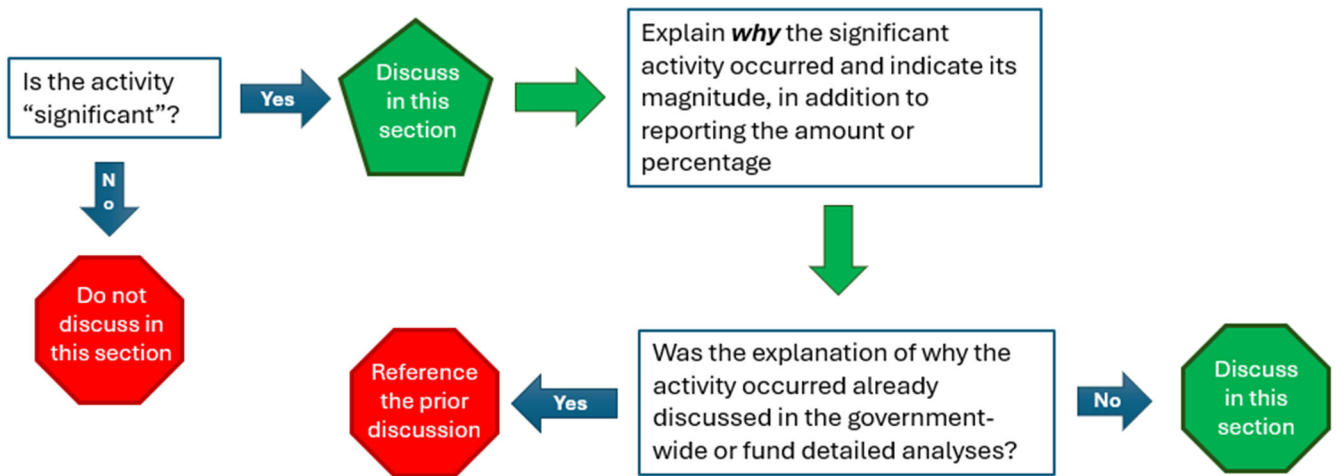 Is the activity
“significant”?
Yes
Discuss
in this
section
Explain why the significant
activity occurred and indicate its
magnitude, in addition to
reporting the amount or
percentage
N
o
Do not
discuss in
this section
Was the explanation of why the
activity occurred already
discussed in the government-
wide or fund detailed analyses?
Yes
Reference
the prior
discussion
No
Discuss
in this
section